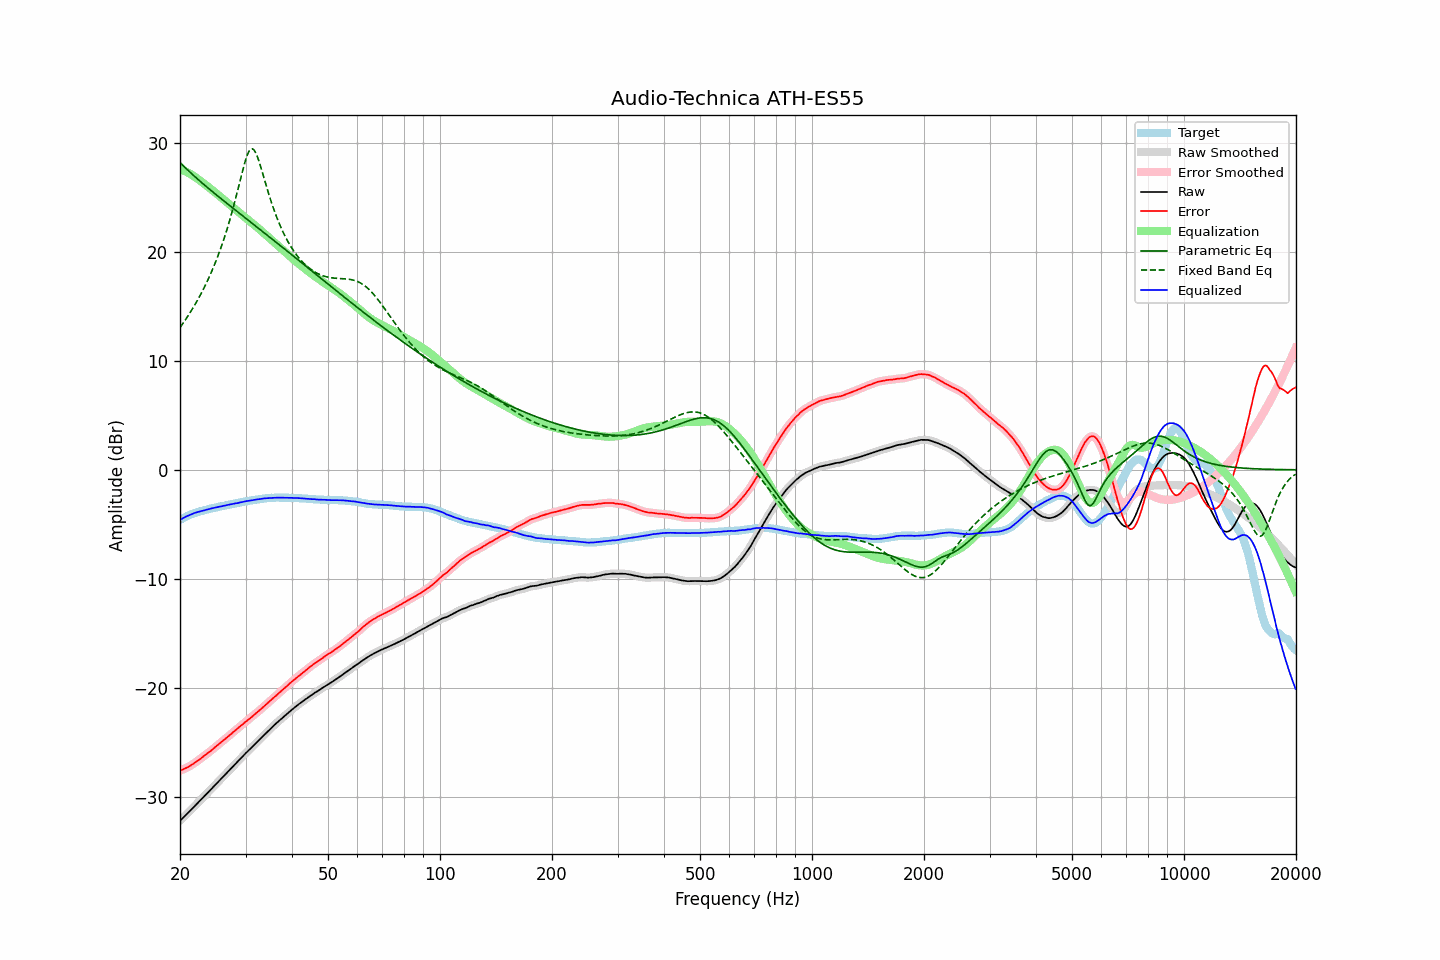 Audio-Technica ATH-ES55
Target
Raw Smoothed
Error Smoothed
Raw
Error
Equalization
Parametric Eq
Fixed Band Eq
Equalized
30
20
10
0
−10
−20
−30
Amplitude (dBr)
20 50 100 200 500 1000 2000 5000 10000 20000
Frequency (Hz)